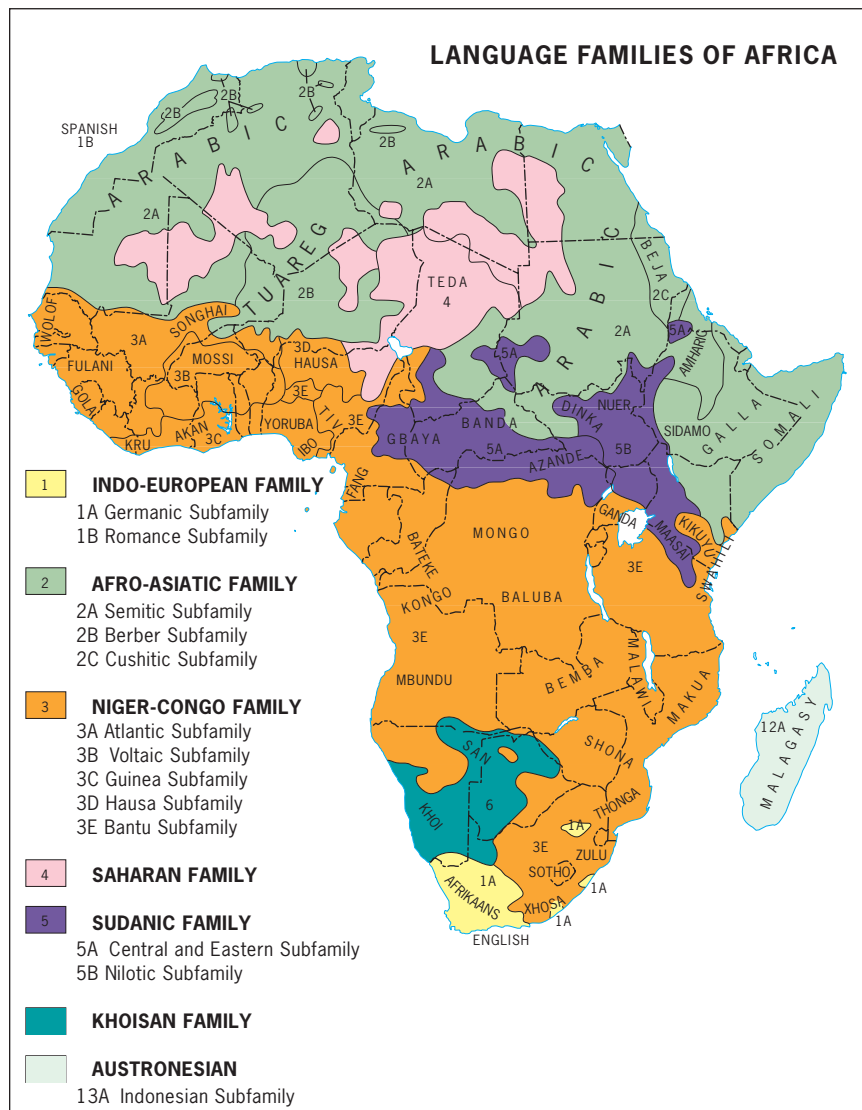 LANGUAGE FAMILIES OF AFRICA
2B
2B
2B
SPANISH
1B
2B
ARABIC
ARABIC
2A
2A
TUAREG
2B
TEDA
4
ARABIC
BEJA
2C
2A
5A
AMHARIG
WOLOF
3A
SONGHAI
FULANI
MOSSI
3B
3D
HAUSA
5A
GOLA
3E
KRU
AKAN
3C
YORUBA
IBO
TIV
3E
GBAYA
BANDA
5A
AZANDE
DINKA
NUER
5B
SIDAMO
GALLA
SOMALI
FANG
BATEKE
MONGO
GANDA
MAASAI
KIKUYU
SWAHILI
3E
KONGO
BALUBA
3E
MBUNDU
BEMBA
MALAWI
MAKUA
SAN
SHONA
12A
MALAGASY
KHOI
6
THONGA
1A
3E
ZULU
SOTHO
1A
AFRIKAANS
XHOSA
1A
1A
ENGLISH
1 INDO-EUROPEAN FAMILY
1A Germanic Subfamily
1B Romance Subfamily
2 AFRO-ASIATIC FAMILY
2A Semitic Subfamily
2B Berber Subfamily
2C Cushitic Subfamily
3 NIGER-CONGO FAMILY
3A Atlantic Subfamily
3B Voltaic Subfamily
3C Guinea Subfamily
3D Hausa Subfamily
3E Bantu Subfamily
4 SAHARAN FAMILY
5 SUDANIC FAMILY
5A Central and Eastern Subfamily
5B Nilotic Subfamily
KHOISAN FAMILY
AUSTRONESIAN
13A Indonesian Subfamily